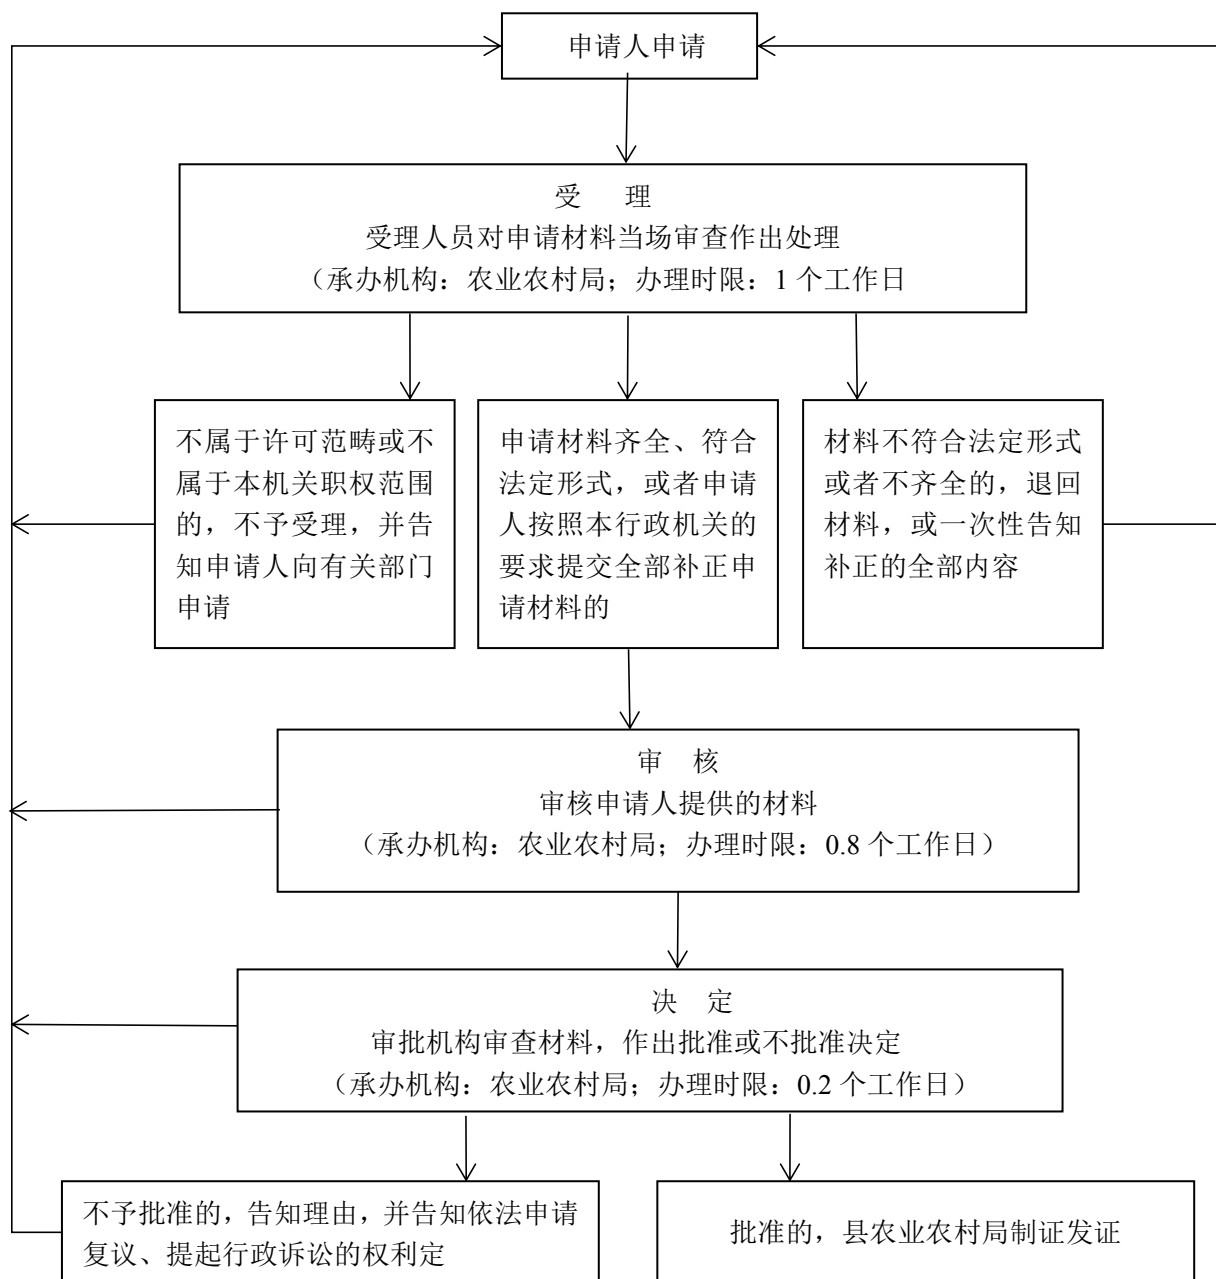 申请人申请
受 理
受理人员对申请材料当场审查作出处理
（承办机构：农业农村局；办理时限：1 个工作日
不属于许可范畴或不
属于本机关职权范围
的，不予受理，并告
知申请人向有关部门
申请
申请材料齐全、符合
法定形式，或者申请
人按照本行政机关的
要求提交全部补正申
请材料的
材料不符合法定形式
或者不齐全的，退回
材料，或一次性告知
补正的全部内容
审 核
审核申请人提供的材料
（承办机构：农业农村局；办理时限：0.8 个工作日）
决 定
审批机构审查材料，作出批准或不批准决定
（承办机构：农业农村局；办理时限：0.2 个工作日）
不予批准的，告知理由，并告知依法申请
复议、提起行政诉讼的权利定
批准的，县农业农村局制证发证